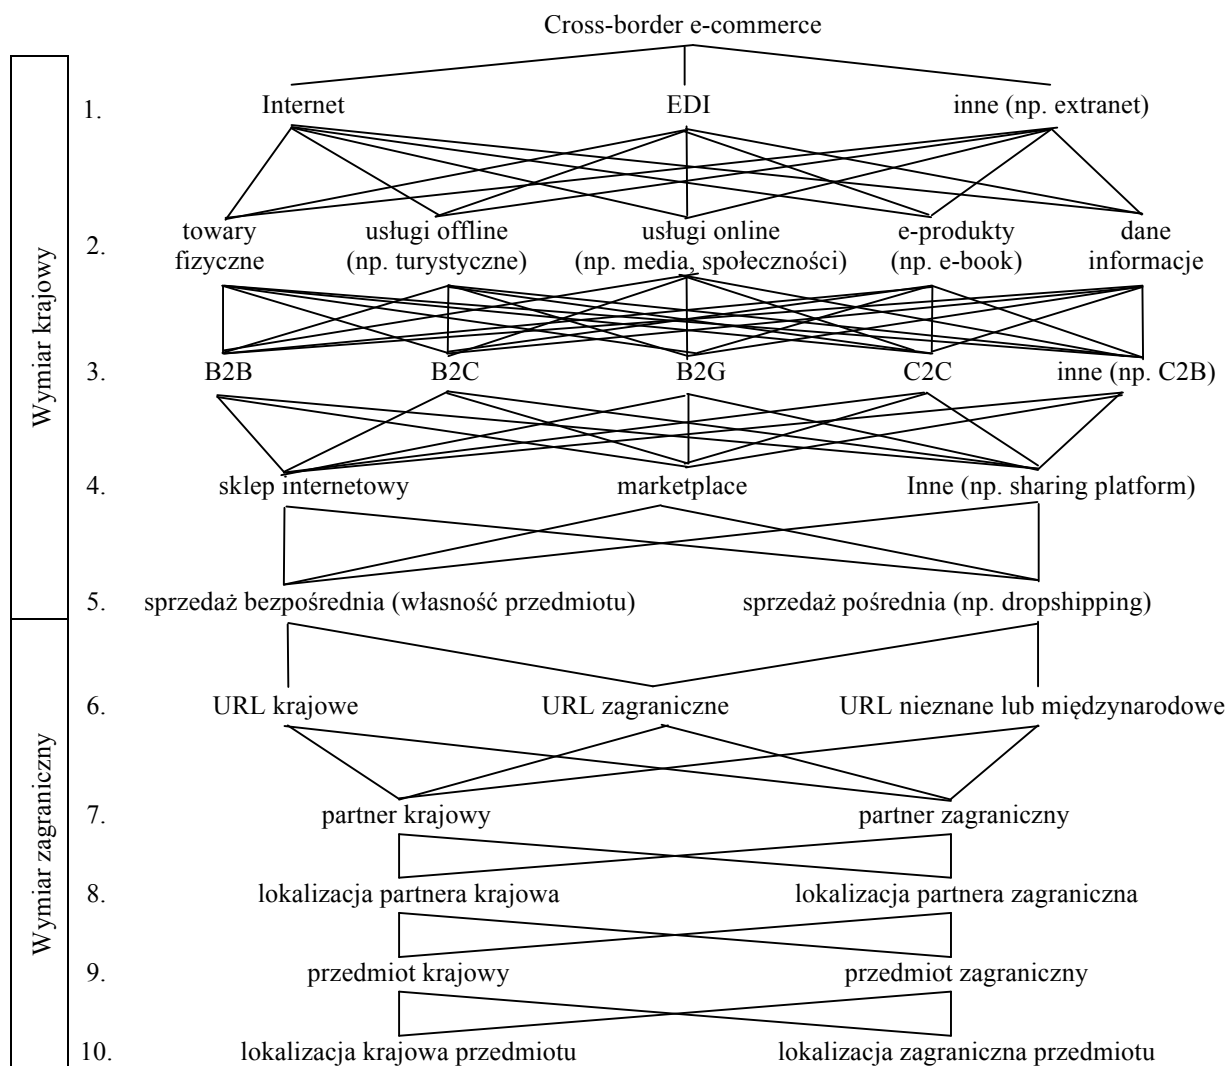 Cross-border e-commerce
Wymiar krajowy
1. Internet EDI inne (np. extranet)
towary usługi offline usługi online e-produkty dane
2. fizyczne (np. turystyczne) (np. media, społeczności) (np. e-book) informacje
3. B2B B2C B2G C2C inne (np. C2B)
4. sklep internetowy marketplace Inne (np. sharing platform)
5. sprzedaż bezpośrednia (własność przedmiotu) sprzedaż pośrednia (np. dropshipping)
Wymiar zagraniczny
6. URL krajowe URL zagraniczne URL nieznane lub międzynarodowe
7. partner krajowy partner zagraniczny
8. lokalizacja partnera krajowa lokalizacja partnera zagraniczna
9. przedmiot krajowy przedmiot zagraniczny
10. lokalizacja krajowa przedmiotu lokalizacja zagraniczna przedmiotu